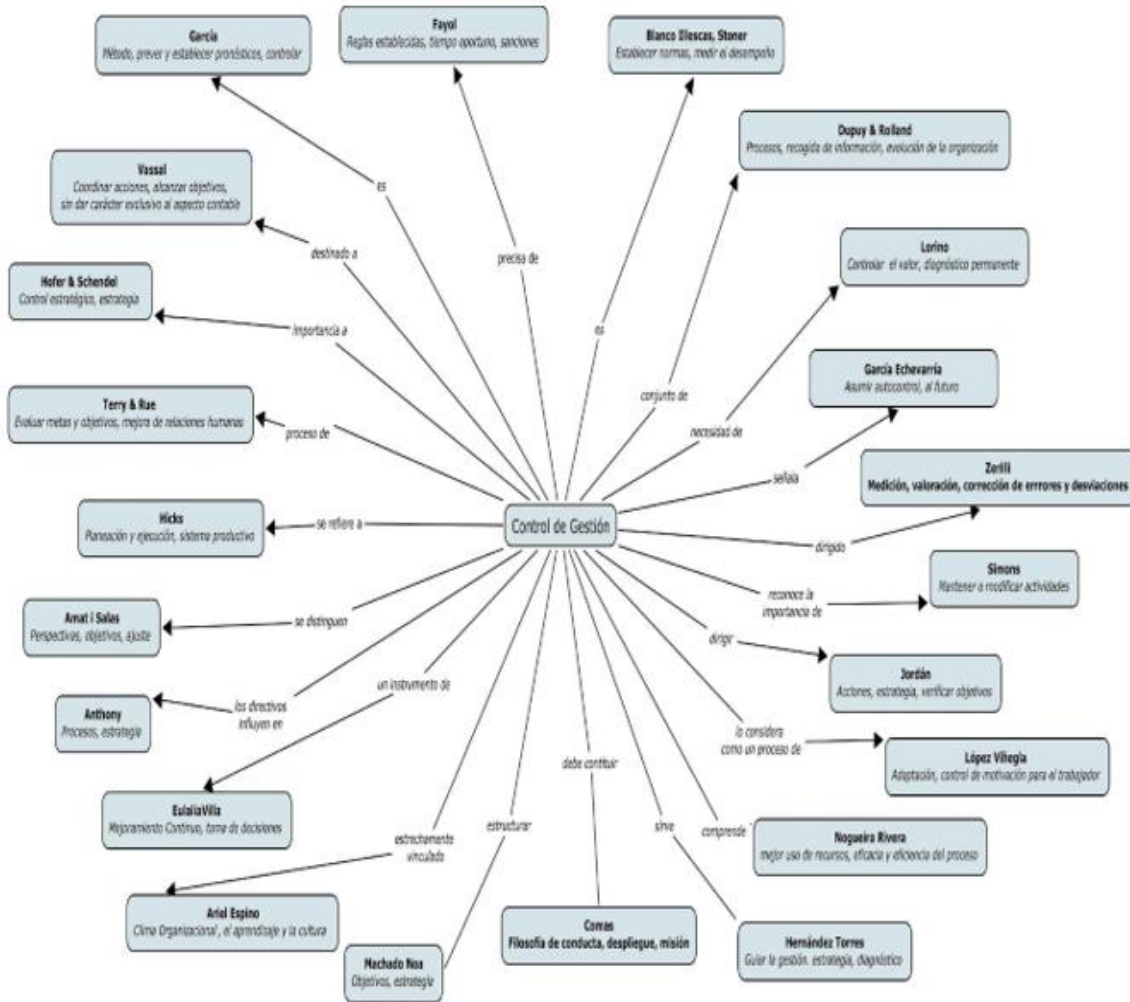 García
Método, prever y establecer pronósticos, controlar
Fayol
Reglas establecidas, tiempo oportuno, sanciones
Blanco Illescas, Stoner
Establecer normas, medir el desempeño
Dupuy & Rolland
Procesos, recogida de información, evolución de la organización
Vassal
Coordinar acciones, alcanzar objetivos,
sin dar carácter exclusivo al aspecto contable
es
destinado a
precisa de
Lorino
Controlar el valor, diagnóstico permanente
Hofer & Schendel
Control estratégico, estrategia
importancia a
es
García Echevarría
Asumir autocontrol, al futuro
Terry & Rue
Evaluar metas y objetivos, mejora de relaciones humanas
proceso de
conjunto de
necesidad de
señala
Zerilli
Medición, valoración, corrección de errrores y desviaciones
Hicks
Planeación y ejecución, sistema productivo
se refiere a
Control de Gestión
dirigido
Simons
Mantener o modificar actividades
reconoce la
importancia de
Amat i Salas
Perspectivas, objetivos, ajuste
se distinguen
dirigir
Jordán
Acciones, estrategia, verificar objetivos
Anthony
Procesos, estrategia
los directivos
influyen en
un instrumento de
lo considera
como un proceso de
López Viñegla
Adaptación, control de motivación para el trabajador
EulaliaVilla
Mejoramiento Continuo, toma de decisiones
debe contituir
estrechamente
vinculado
estructurar
sirve
comprende
Nogueira Rivera
mejor uso de recursos, eficacia y eficiencia del proceso
Ariel Espino
Clima Organizacional, el aprendizaje y la cultura
Comas
Filosofía de conducta, despliegue, misión
Hernández Torres
Guiar la gestión. estrategia, diagnóstico
Machado Noa
Objetivos, estrategia